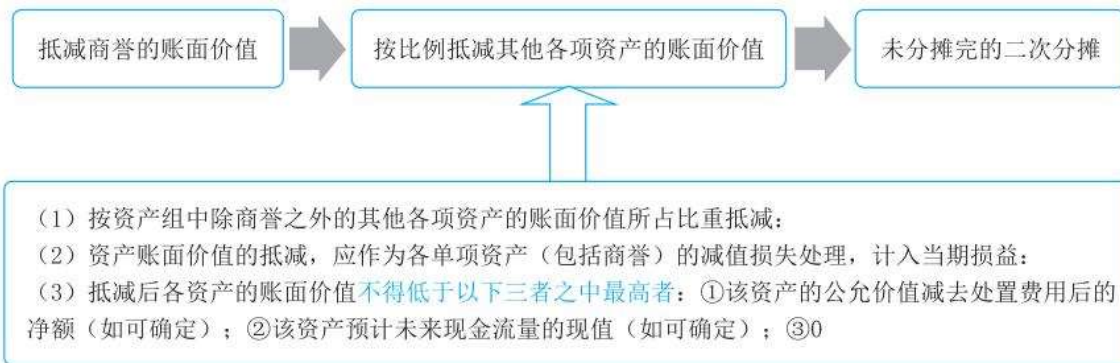 抵减商誉的账面价值
按比例抵减其他各项资产的账面价值
未分摊完的二次分摊
（1）按资产组中除商誉之外的其他各项资产的账面价值所占比重抵减：
（2）资产账面价值的抵减，应作为各单项资产（包括商誉）的减值损失处理，计入当期损益：
（3）抵减后各资产的账面价值不得低于以下三者之中最高者：①该资产的公允价值减去处置费用后的
净额（如可确定）；②该资产预计未来现金流量的现值（如可确定）；③0